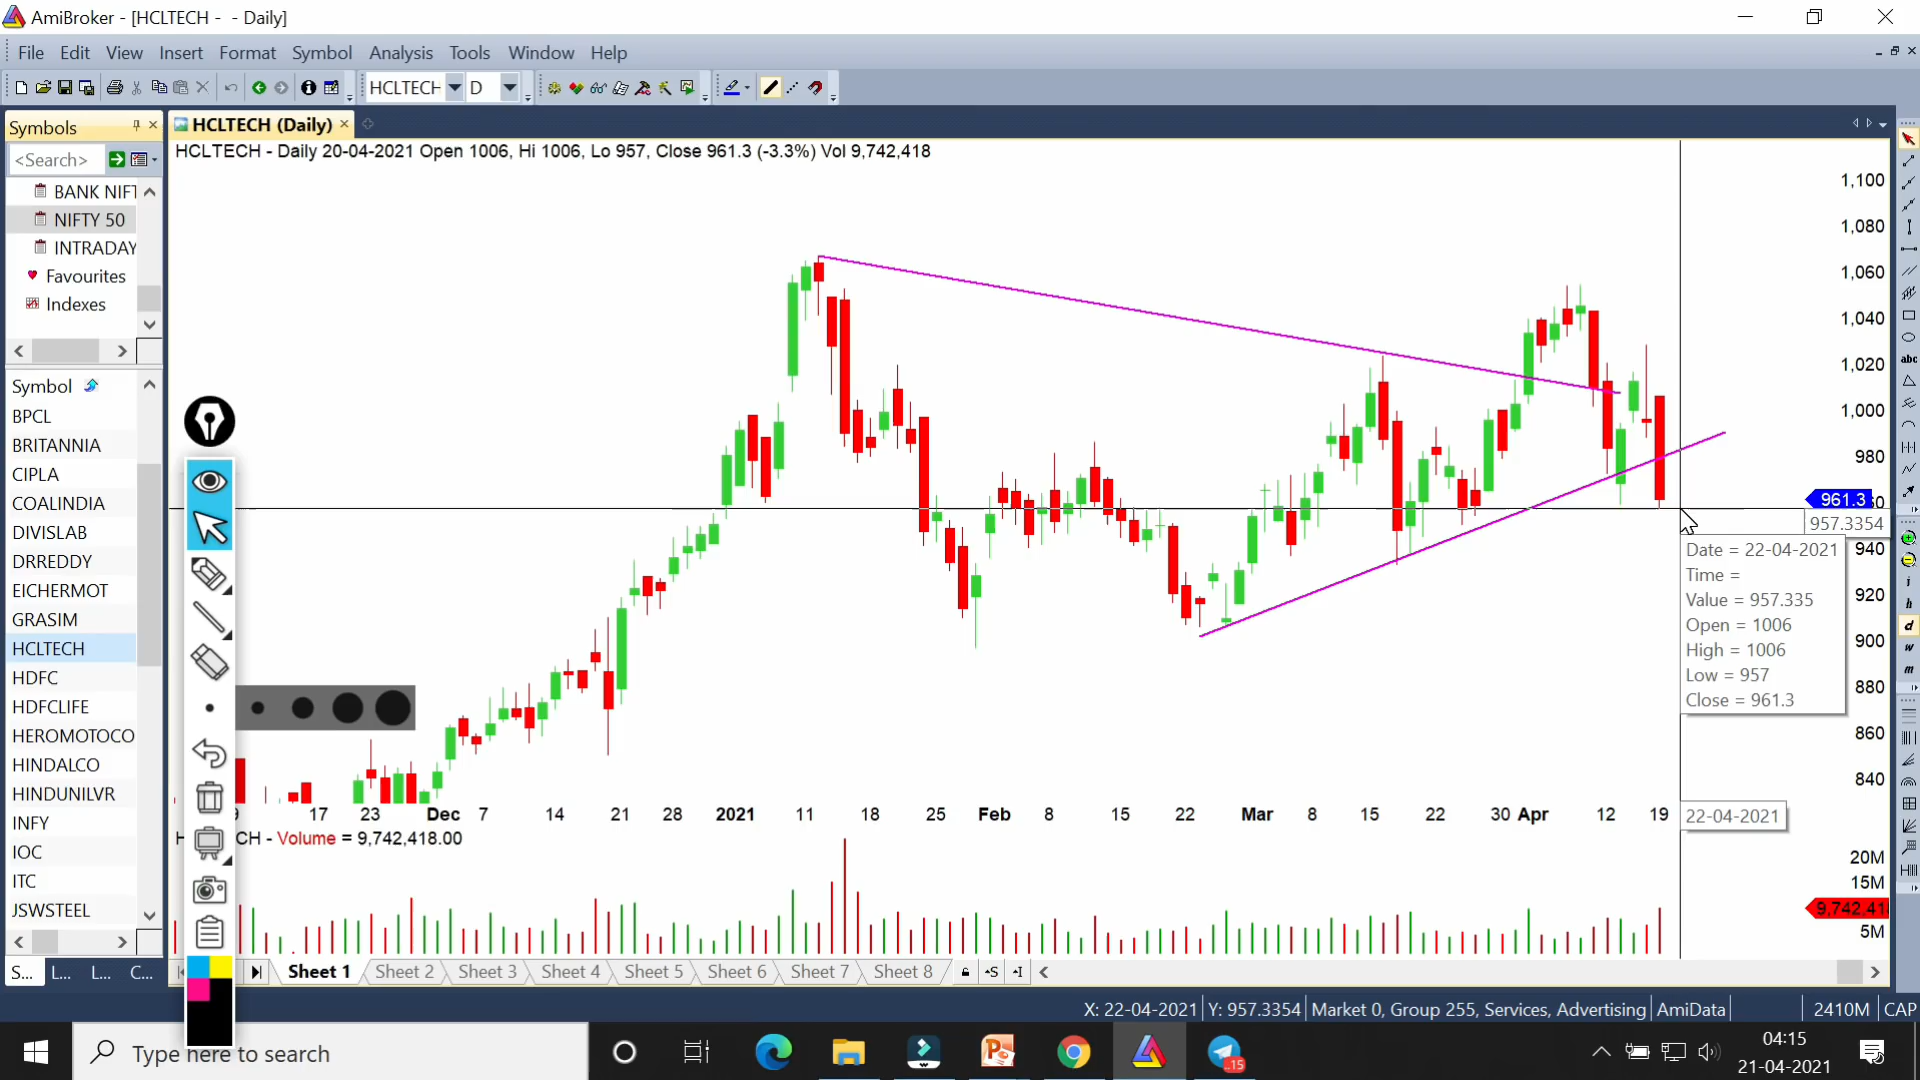 AmiBroker - [HCLTECH -  - Daily]
File Edit View Insert Format Symbol Analysis Tools Window Help
HCLTECH D
Symbols
HCLTECH (Daily)
<Search>
HCLTECH - Daily 20-04-2021 Open 1006, Hi 1006, Lo 957, Close 961.3 (-3.3%) Vol 9,742,418
BANK NIFT
NIFTY 50
INTRADAY
Favourites
Indexes
Symbol
BPCL
BRITANNIA
CIPLA
COALINDIA
DIVISLAB
DRREDDY
EICHERMOT
GRASIM
HCLTECH
HDFC
HDFCLIFE
HEROMOTOCO
HINDALCO
HINDUNILVR
INFY
IOC
ITC
JSWSTEEL
S... L... L... C...
1,100
1,080
1,060
1,040
1,020
1,000
980
961.3
957.3354
940
920
900
880
860
840
Date = 22-04-2021
Time =
Value = 957.335
Open = 1006
High = 1006
Low = 957
Close = 961.3
9 17 23 Dec 7 14 21 28 2021 11 18 25 Feb 8 15 22 Mar 8 15 22 30 Apr 12 19 22-04-2021
CH - Volume = 9,742,418.00
20M
15M
9,742,41
5M
abc
i
h
d
w
m
Sheet 1 Sheet 2 Sheet 3 Sheet 4 Sheet 5 Sheet 6 Sheet 7 Sheet 8
X: 22-04-2021 Y: 957.3354 Market 0, Group 255, Services, Advertising AmiData 2410M CAP
Type here to search
..15
04:15
21-04-2021